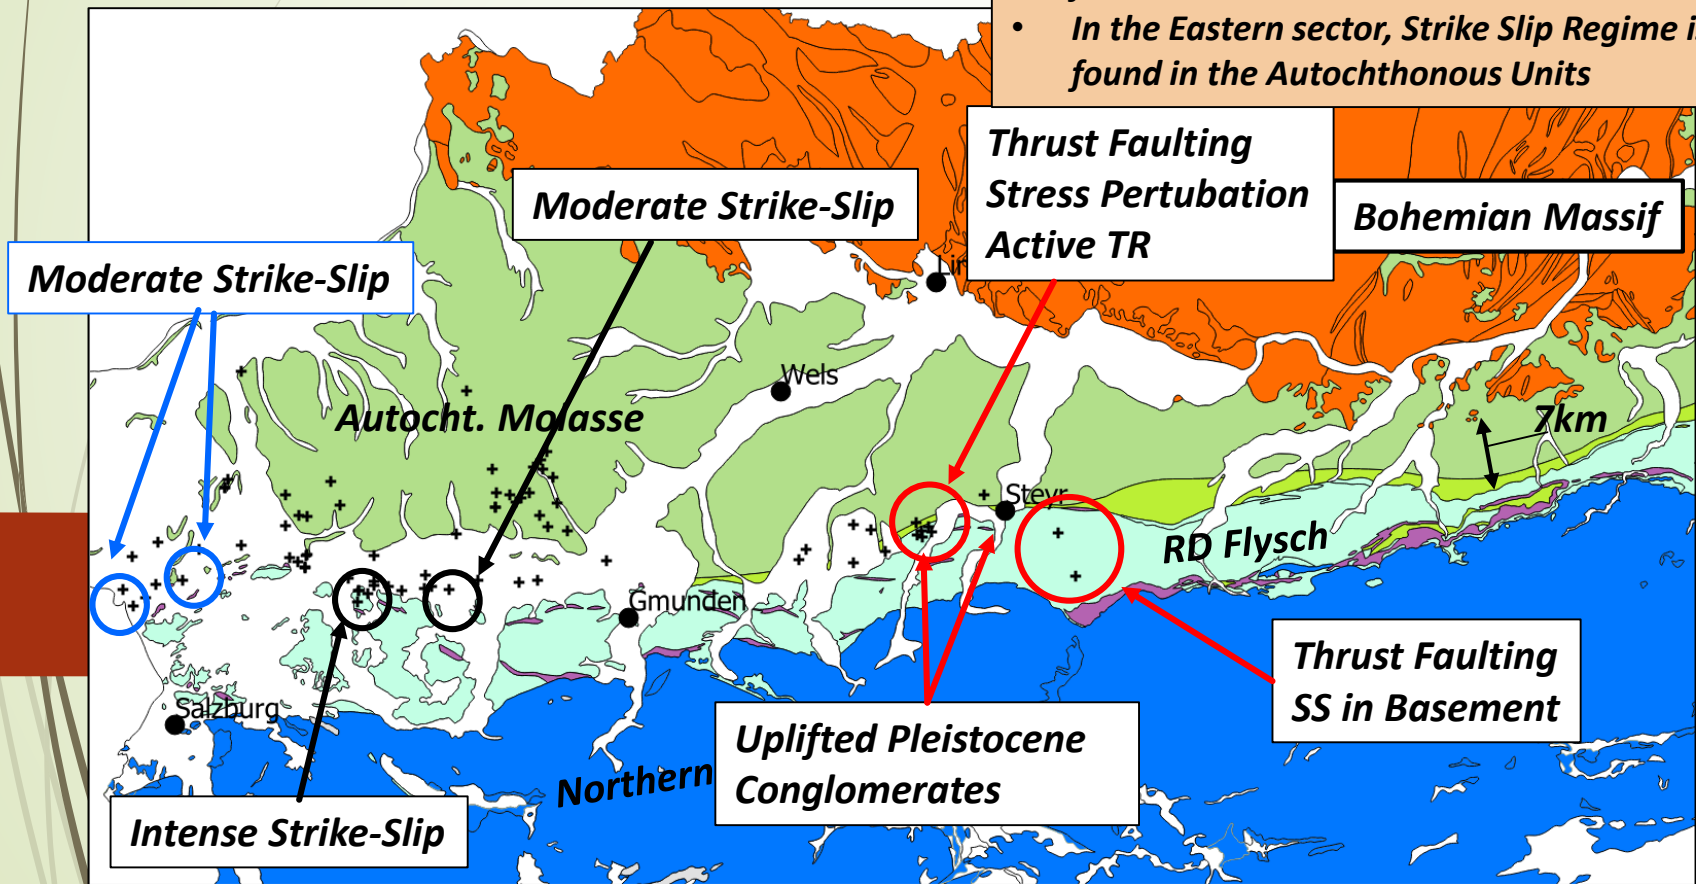 • In the Eastern sector, Strike Slip Regime
found in the Autochthonous Units
Thrust Faulting
Stress Pertubation
Active TR
Moderate Strike-Slip
Bohemian Massif
Moderate Strike-Slip
Wels
Autocht. Molasse
7km
Steyr
RD Flysch
Gmunden
Thrust Faulting
SS in Basement
Salzburg
Uplifted Pleistocene
Conglomerates
Northern
Intense Strike-Slip